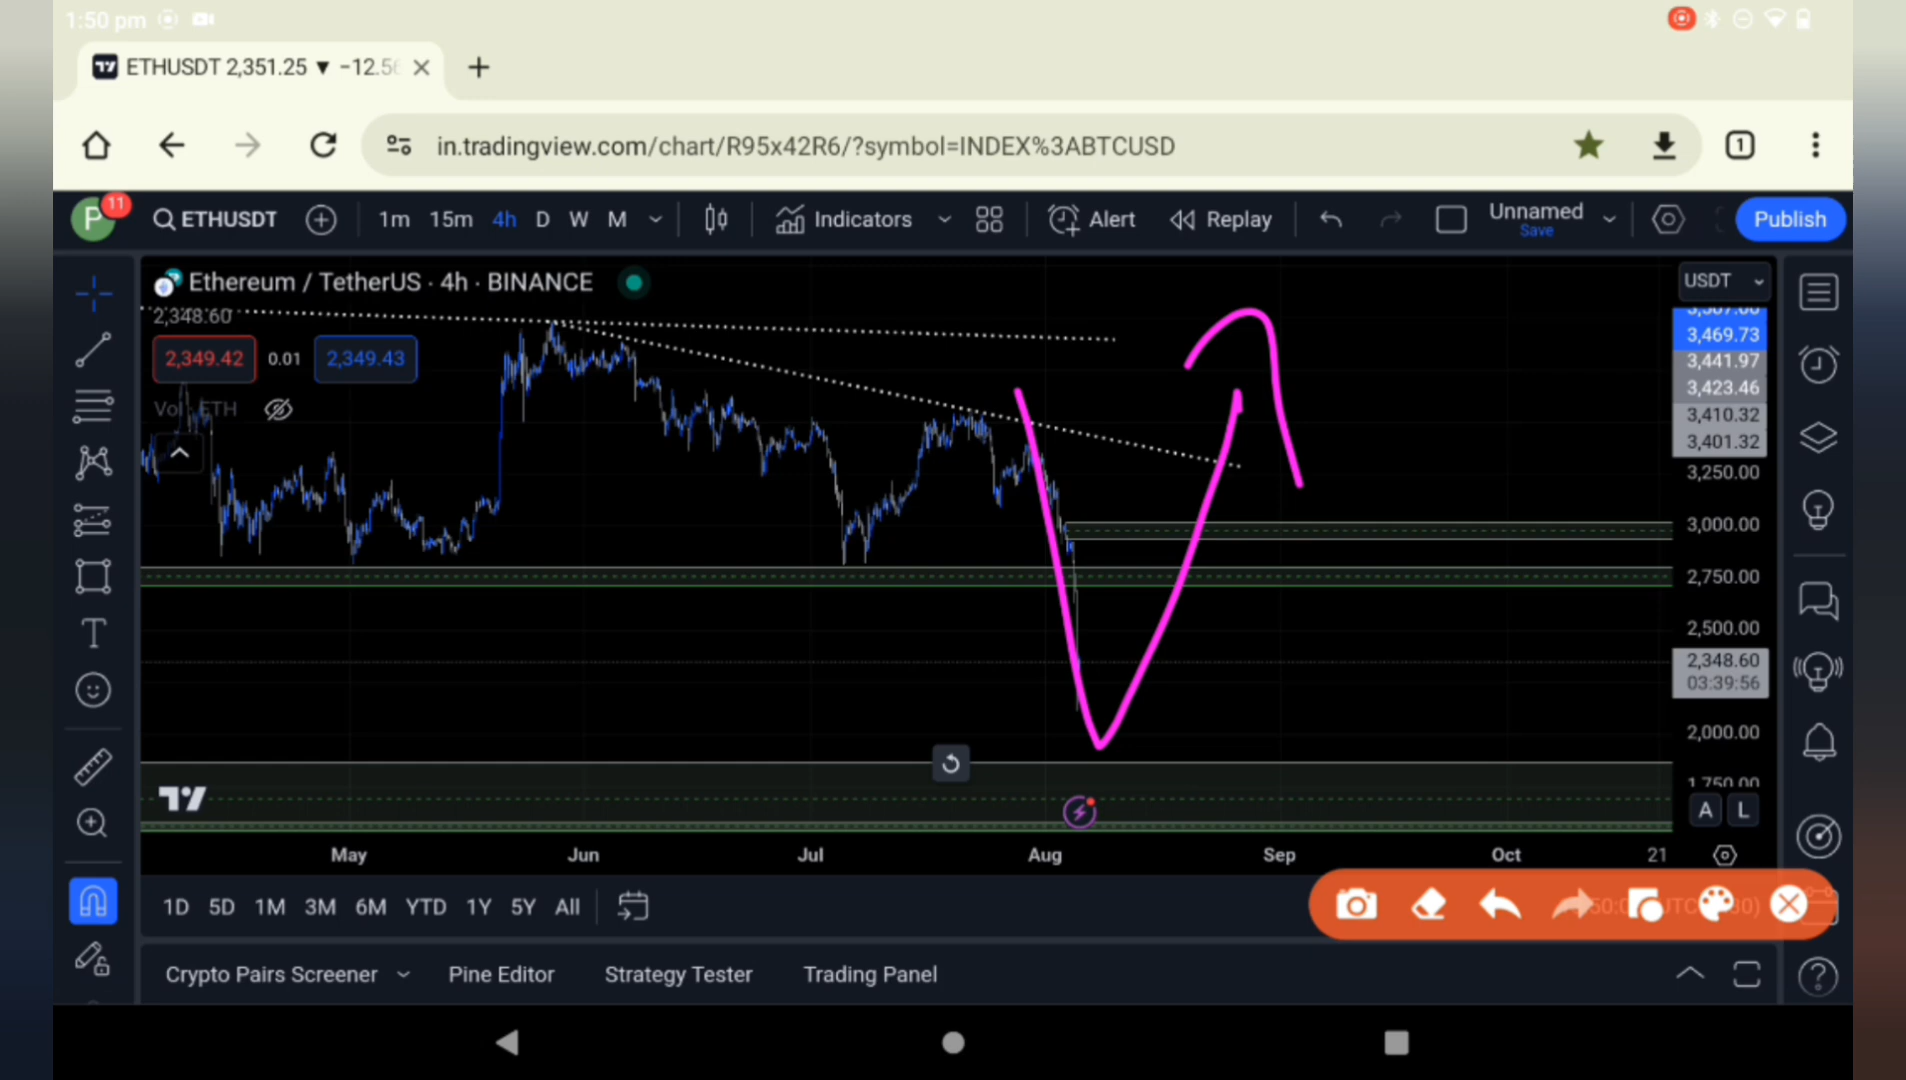 1:50 pm
ETHUSDT 2,351.25 ▼ −12.56
in.tradingview.com/chart/R95x42R6/?symbol=INDEX%3ABTCUSD
1
P
11
ETHUSDT
1m 15m 4h D W M
Indicators
Alert
Replay
Unnamed
Save
Publish
Ethereum / TetherUS · 4h · BINANCE
USDT
2,348.60
2,349.42 0.01 2,349.43
Vol · ETH
3,469.73
3,441.97
3,423.46
3,410.32
3,401.32
3,250.00
3,000.00
2,750.00
2,500.00
2,348.60
03:39:56
2,000.00
1,750.00
A L
May Jun Jul Aug Sep Oct 21
1D 5D 1M 3M 6M YTD 1Y 5Y All
Crypto Pairs Screener Pine Editor Strategy Tester Trading Panel